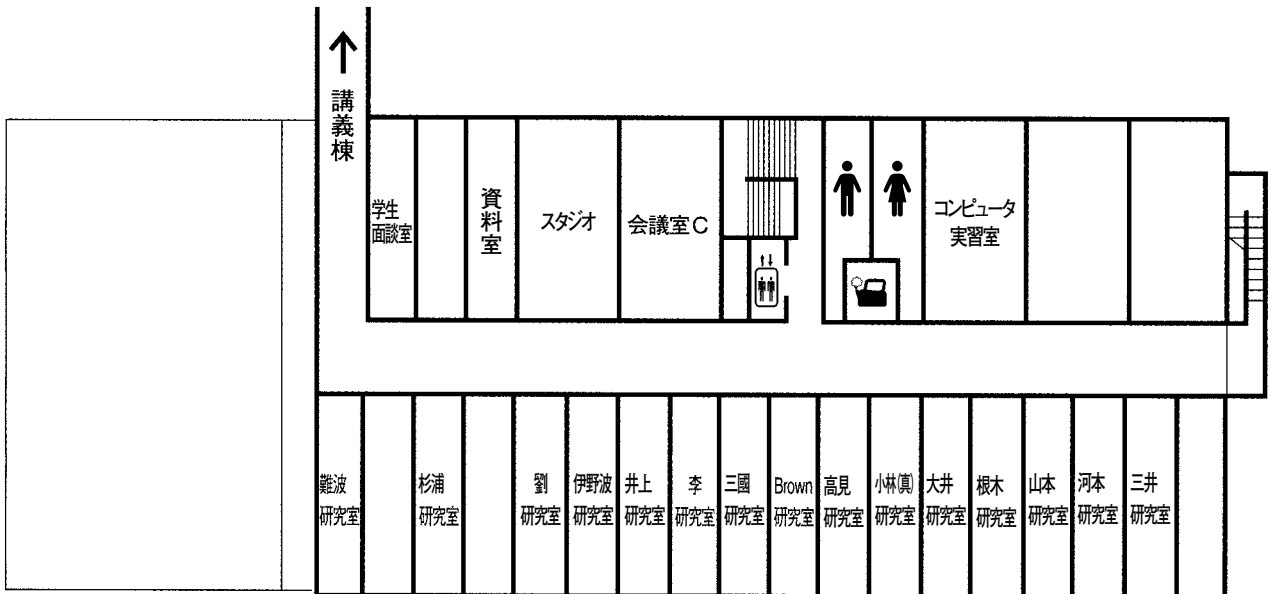 講義棟
学生
面談室
資料室
スタジオ
会議室C
コンピュータ
実習室
難波
研究室
杉浦
研究室
劉
研究室
伊野波
研究室
井上
研究室
李
研究室
三國
研究室
Brown
研究室
高見
研究室
小林(真)
研究室
大井
研究室
根木
研究室
山本
研究室
河本
研究室
三井
研究室